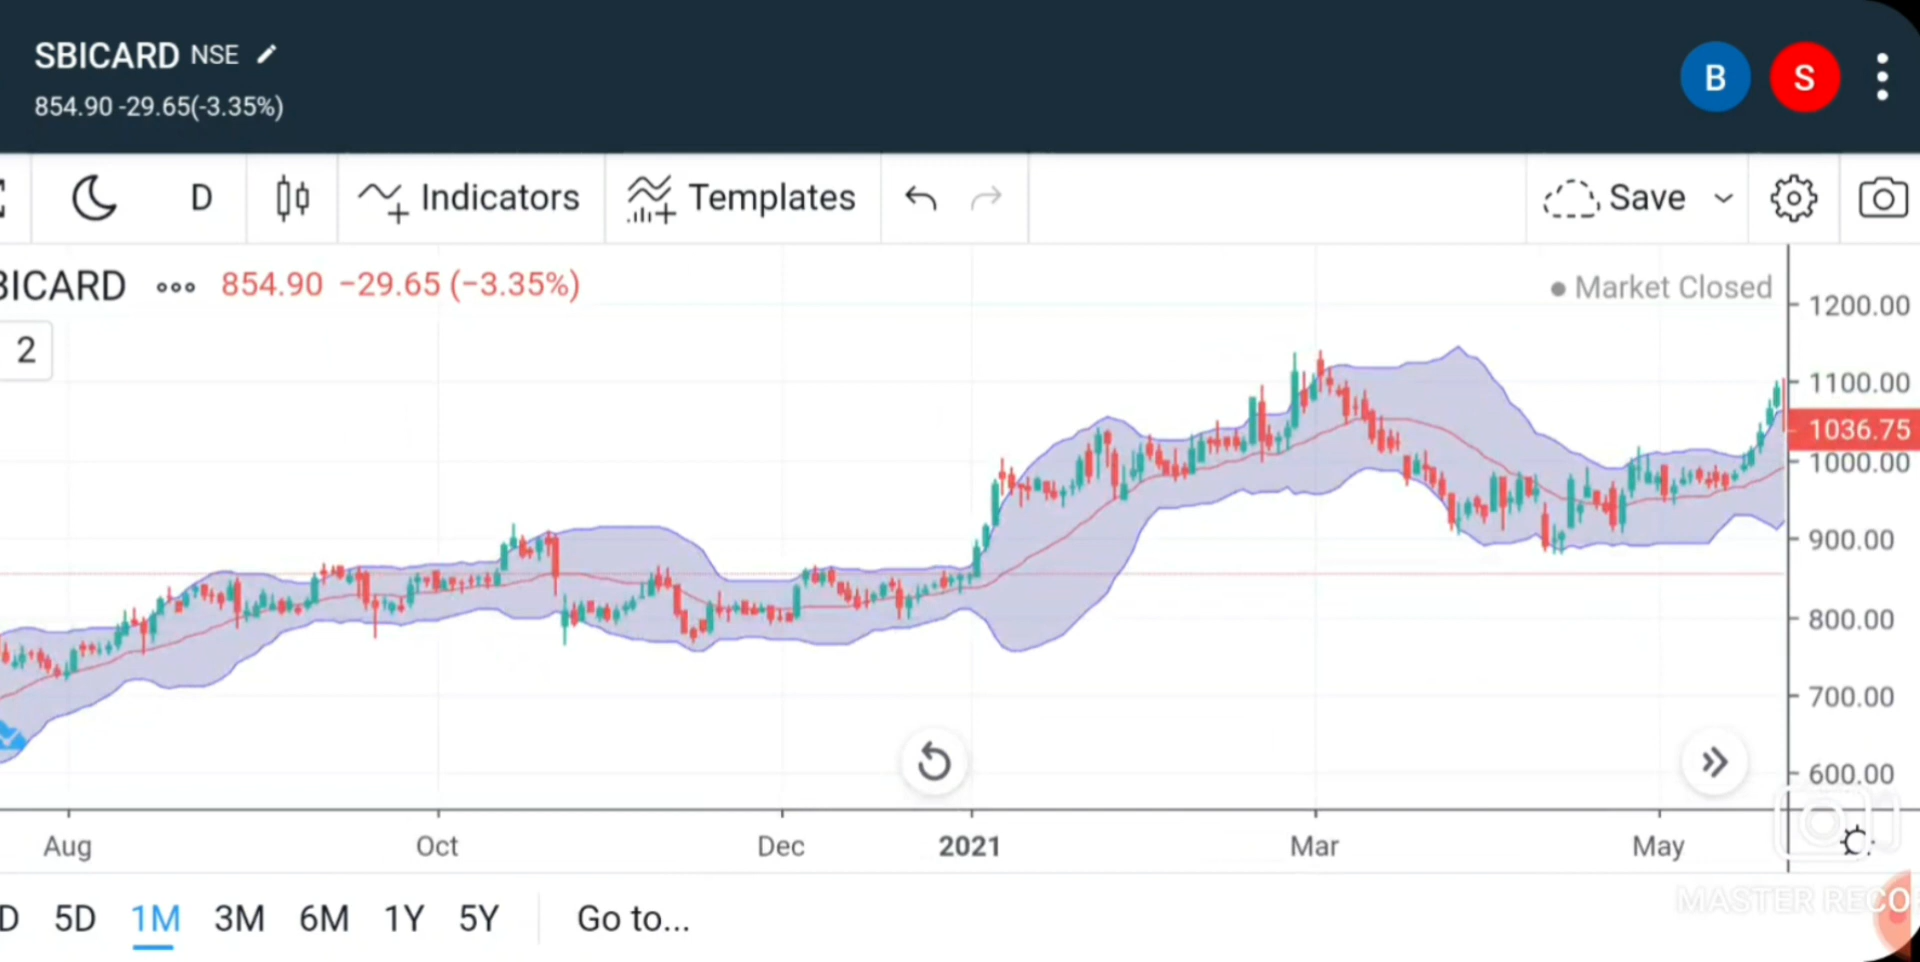 SBICARD NSE
854.90 -29.65(-3.35%)
B S
D Indicators Templates Save
BICARD 854.90 −29.65 (−3.35%)
Market Closed
2
1200.00
1100.00
1036.75
1000.00
900.00
800.00
700.00
600.00
Aug Oct Dec 2021 Mar May
D 5D 1M 3M 6M 1Y 5Y Go to...
MASTER RECO